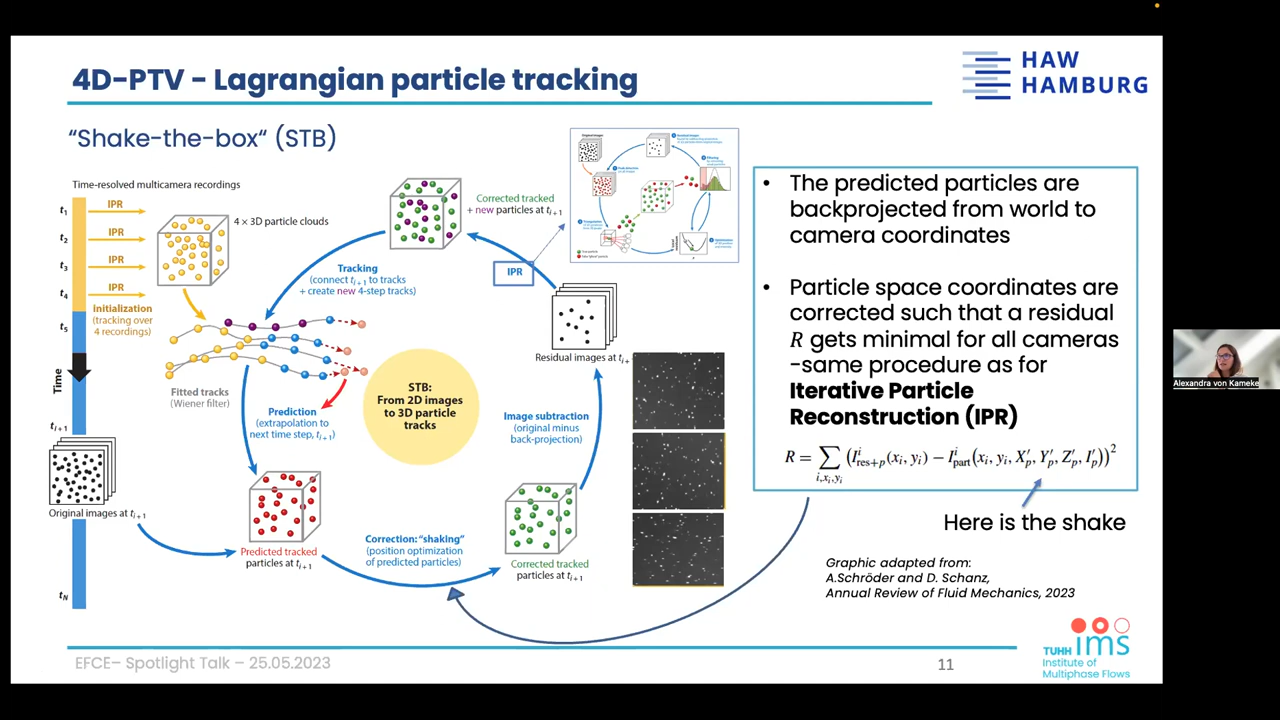 4D-PTV – Lagrangian particle tracking
HAW
HAMBURG
“Shake-the-box“ (STB)
Time-resolved multicamera recordings
t1
IPR
t2
IPR
t3
IPR
t4
IPR
4 × 3D particle clouds
Initialization
(tracking over
4 recordings)
t5
Time
Fitted tracks
(Wiener filter)
Tracking
(connect ti+1 to tracks
+ create new 4-step tracks)
Corrected tracked
+ new particles at ti+1
IPR
Residual images at ti+
STB:
From 2D images
to 3D particle
tracks
Prediction
(extrapolation to
next time step, ti+1)
Image subtraction
(original minus
back-projection)
ti+1
Original images at ti+1
Predicted tracked
particles at ti+1
Correction: “shaking”
(position optimization
of predicted particles)
Corrected tracked
particles at ti+1
tN
• The predicted particles are
backprojected from world to
camera coordinates
• Particle space coordinates are
corrected such that a residual
R gets minimal for all cameras
-same procedure as for
Iterative Particle
Reconstruction (IPR)
R = ∑i,xi,yi (I^i_res+p(xi, yi) − I^i_part(xi, yi, X′p, Y′p, Z′p, I′p))^2
Here is the shake
Graphic adapted from:
A.Schröder and D. Schanz,
Annual Review of Fluid Mechanics, 2023
EFCE– Spotlight Talk – 25.05.2023
11
TUHH ims
Institute of
Multiphase Flows
Alexandra von Kameke